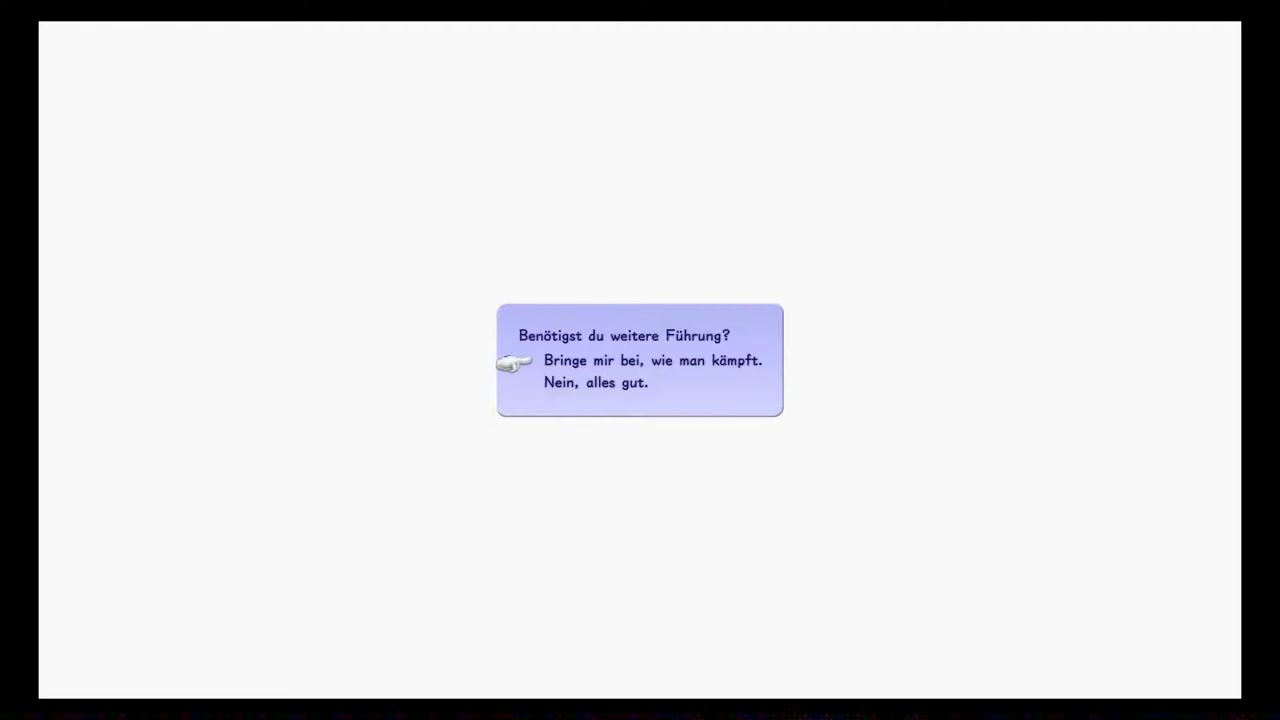 Benötigst du weitere Führung?
Bringe mir bei, wie man kämpft.
Nein, alles gut.